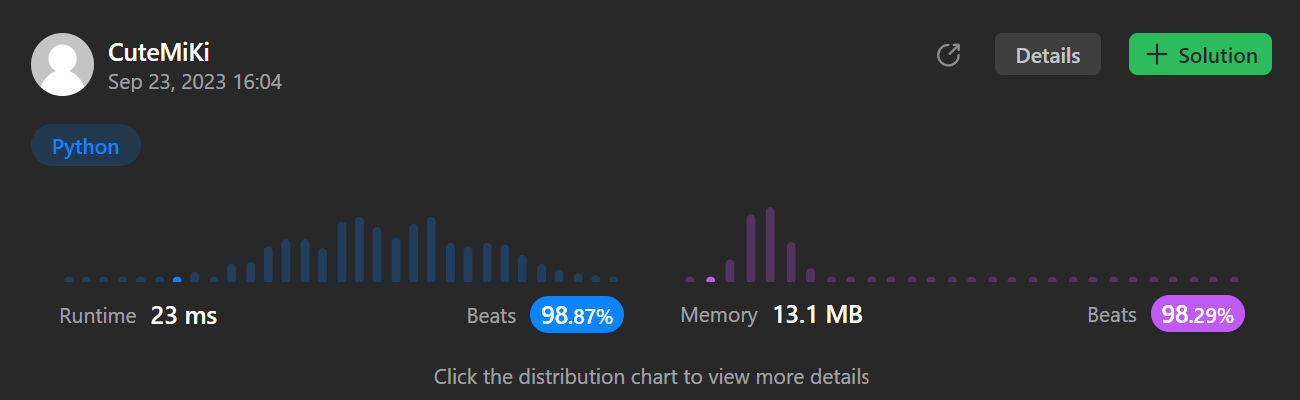 CuteMiKi
Sep 23, 2023 16:04
Details
+ Solution
Python
Runtime 23 ms
Beats 98.87%
Memory 13.1 MB
Beats 98.29%
Click the distribution chart to view more details